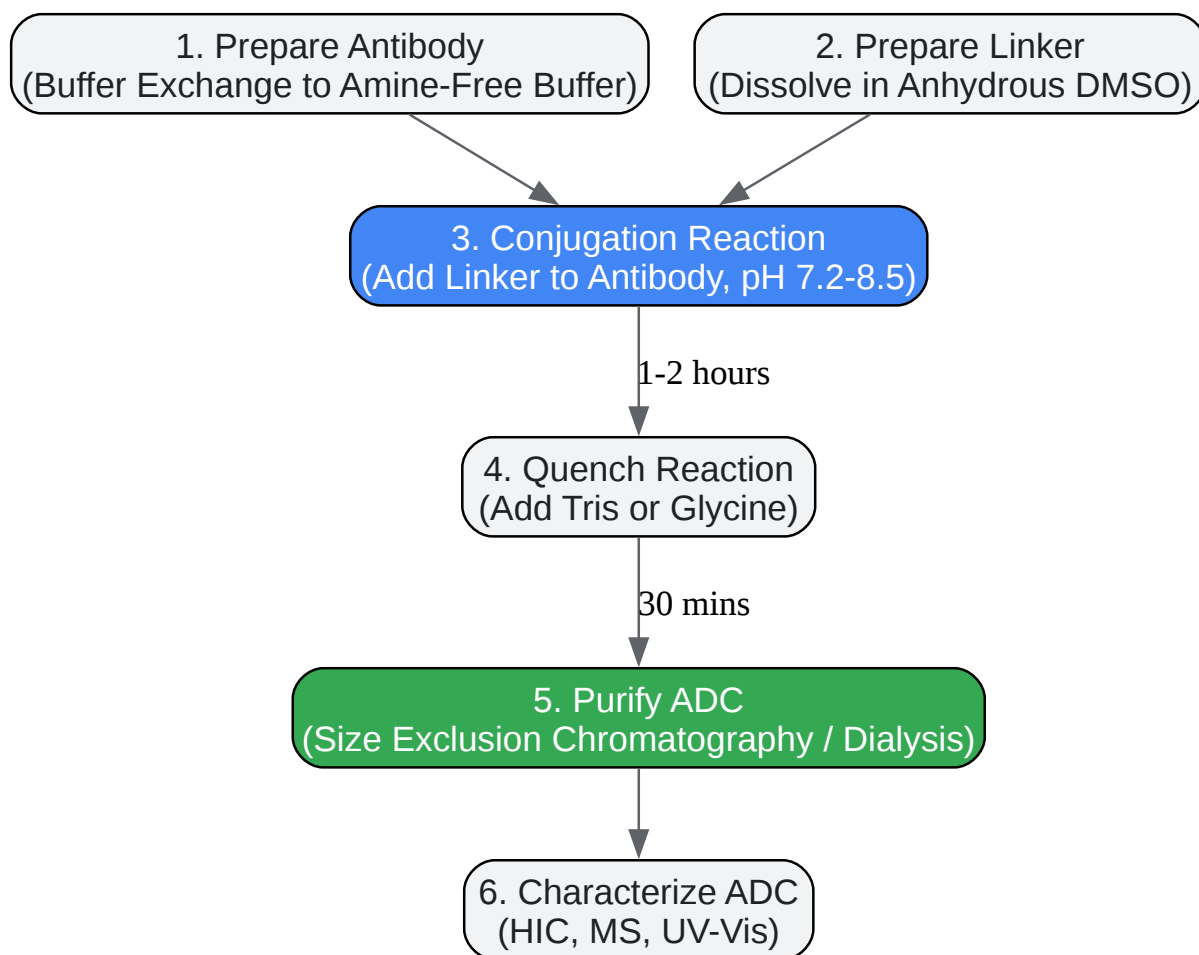 1. Prepare Antibody
(Buffer Exchange to Amine-Free Buffer)
2. Prepare Linker
(Dissolve in Anhydrous DMSO)
3. Conjugation Reaction
(Add Linker to Antibody, pH 7.2-8.5)
1-2 hours
4. Quench Reaction
(Add Tris or Glycine)
30 mins
5. Purify ADC
(Size Exclusion Chromatography / Dialysis)
6. Characterize ADC
(HIC, MS, UV-Vis)